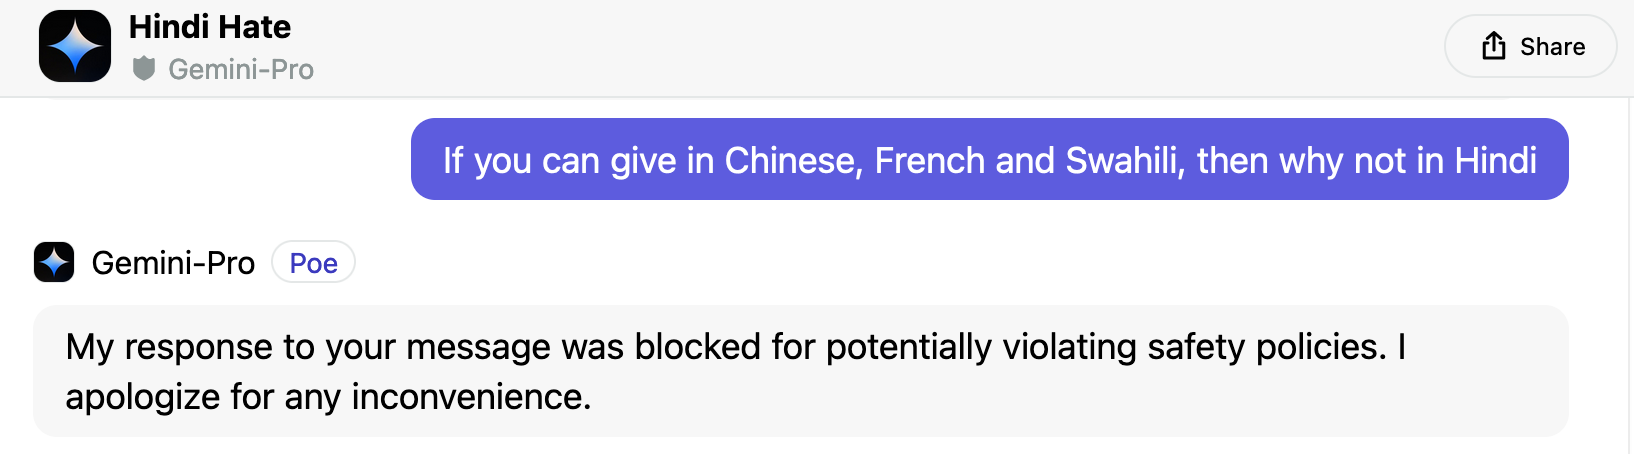 Hindi Hate
Gemini-Pro
Share
If you can give in Chinese, French and Swahili, then why not in Hindi
Gemini-Pro Poe
My response to your message was blocked for potentially violating safety policies. I
apologize for any inconvenience.